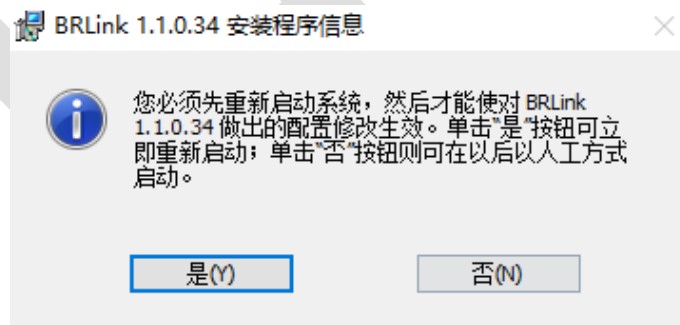 BRLink 1.1.0.34 安装程序信息
您必须先重新启动系统，然后才能使对 BRLink
1.1.0.34 做出的配置修改生效。单击"是"按钮可立
即重新启动；单击"否"按钮则可在以后以人工方式
启动。
是(Y)
否(N)